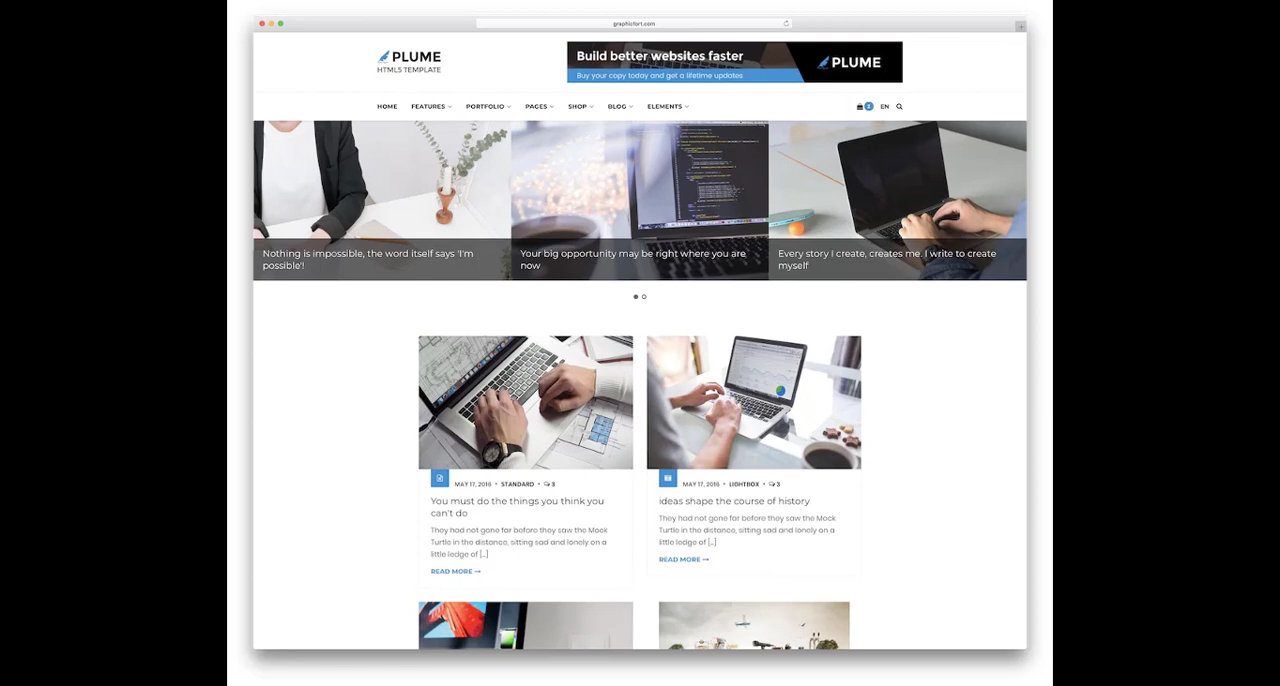 graphicfort.com
PLUME
HTML5 TEMPLATE
Build better websites faster
Buy your copy today and get a lifetime updates
PLUME
HOME FEATURES PORTFOLIO PAGES SHOP BLOG ELEMENTS
2 EN
Nothing is impossible, the word itself says 'I'm
possible'!
Your big opportunity may be right where you are
now
Every story I create, creates me. I write to create
myself
MAY 17, 2016 • STANDARD • 3
You must do the things you think you
can't do
They had not gone far before they saw the Mock
Turtle in the distance, sitting sad and lonely on a
little ledge of [...]
READ MORE →
MAY 17, 2016 • LIGHTBOX • 3
ideas shape the course of history
They had not gone far before they saw the Mock
Turtle in the distance, sitting sad and lonely on a
little ledge of [...]
READ MORE →